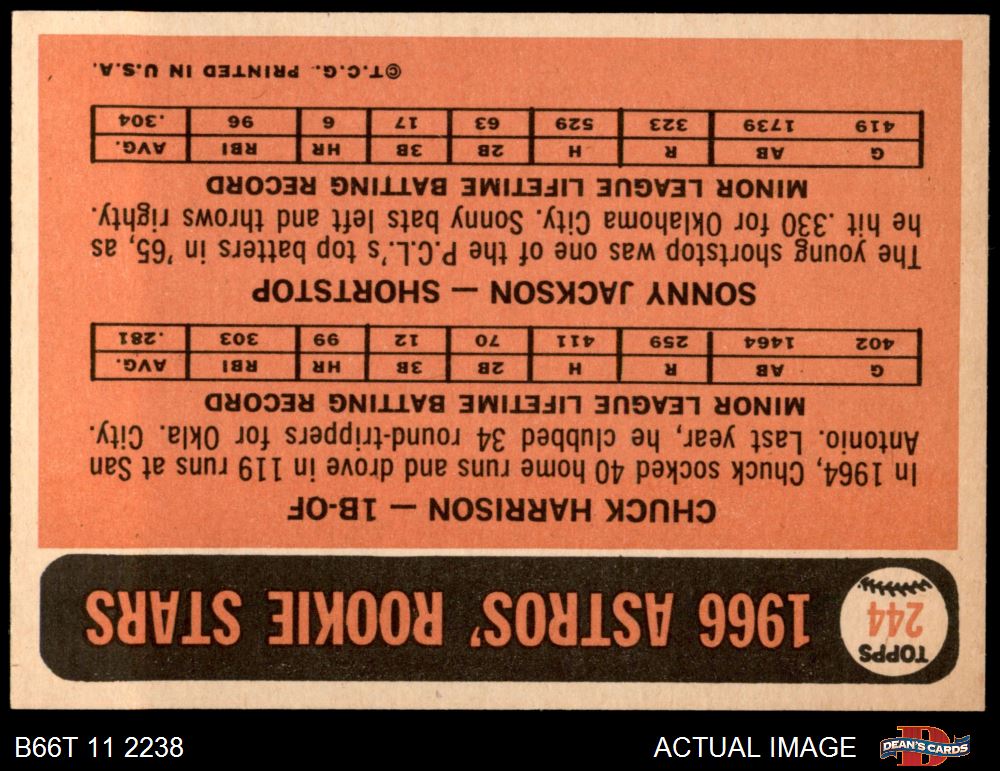 TOPPS
244
1966 ASTROS' ROOKIE STARS
CHUCK HARRISON — 1B-OF
In 1964, Chuck socked 40 home runs and drove in 119 runs at San
Antonio. Last year, he clubbed 34 round-trippers for Okla. City.
MINOR LEAGUE LIFETIME BATTING RECORD
G AB R H 2B 3B HR RBI AVG.
402 1464 259 411 70 12 99 303 .281
SONNY JACKSON — SHORTSTOP
The young shortstop was one of the P.C.L.'s top batters in '65, as
he hit .330 for Oklahoma City. Sonny bats left and throws righty.
MINOR LEAGUE LIFETIME BATTING RECORD
G AB R H 2B 3B HR RBI AVG.
419 1739 323 529 63 17 6 96 .304
©T.C.G. PRINTED IN U.S.A.
B66T 11 2238
ACTUAL IMAGE
D
DEAN'S CARDS